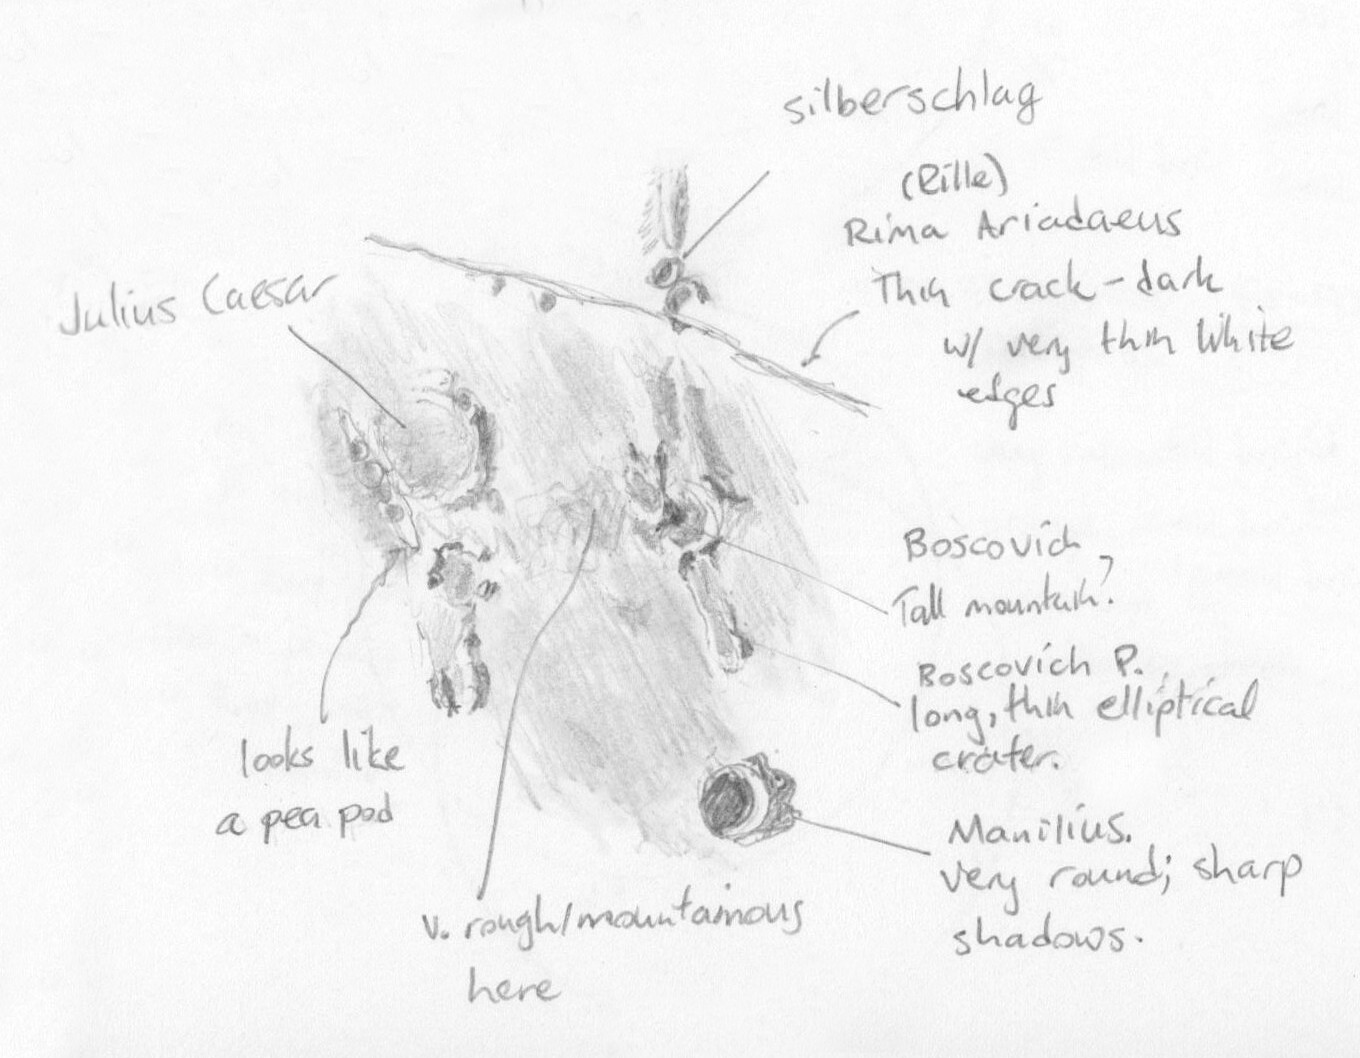 silberschlag
(Rille)
Rima Ariadaeus
Thin crack - dark
w/ very thin White
edges
Julius Caesar
Boscovich
Tall mountain?
Boscovich P.
long, thin elliptical
crater.
looks like
a pea pod
Manilius.
very round; sharp
shadows.
v. rough/mountainous
here